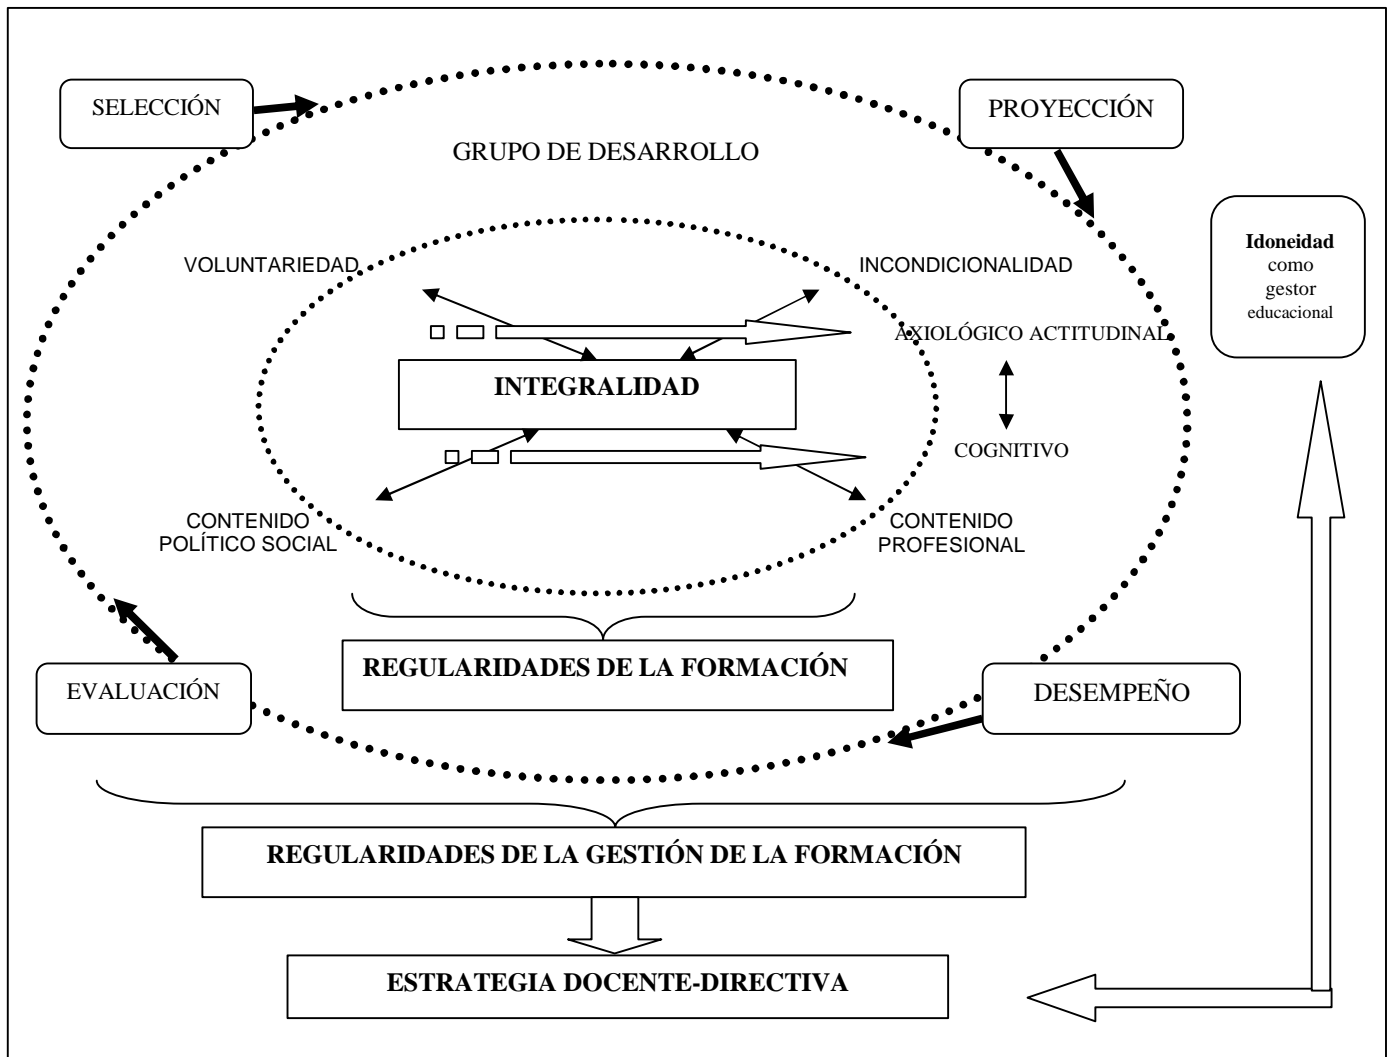 SELECCIÓN
PROYECCIÓN
GRUPO DE DESARROLLO
Idoneidad
como
gestor
educacional
VOLUNTARIEDAD
INCONDICIONALIDAD
AXIOLÓGICO ACTITUDINAL
INTEGRALIDAD
COGNITIVO
CONTENIDO
POLÍTICO SOCIAL
CONTENIDO
PROFESIONAL
REGULARIDADES DE LA FORMACIÓN
EVALUACIÓN
DESEMPEÑO
REGULARIDADES DE LA GESTIÓN DE LA FORMACIÓN
ESTRATEGIA DOCENTE-DIRECTIVA